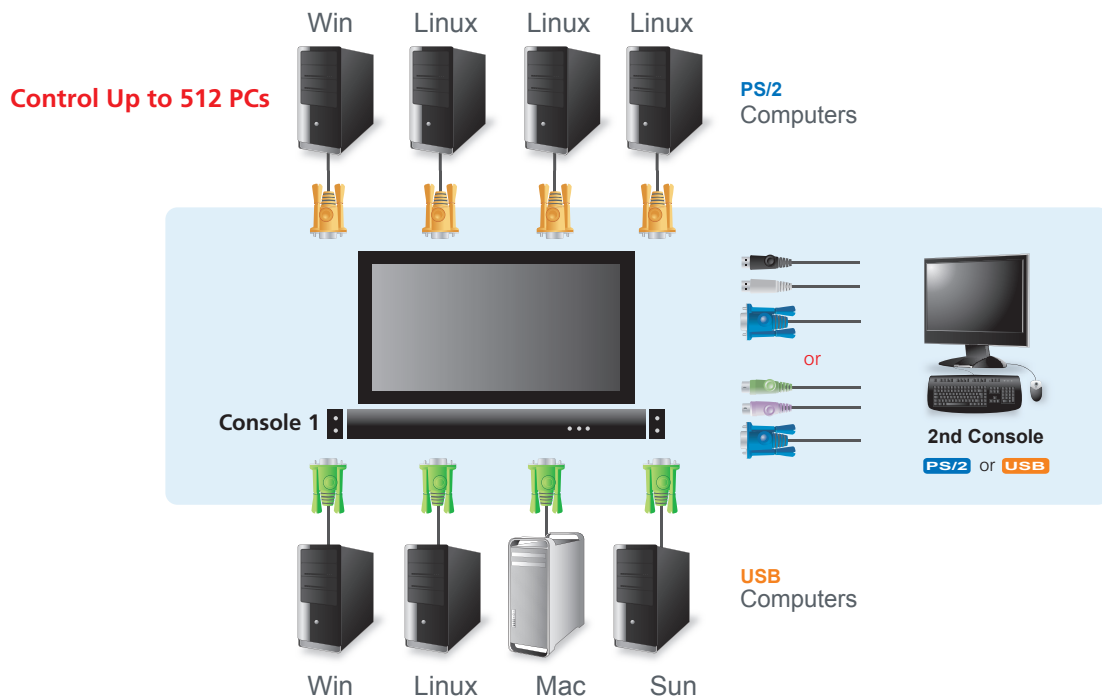 Win Linux Linux Linux
Control Up to 512 PCs
PS/2
Computers
or
Console 1
2nd Console
PS/2 or USB
USB
Computers
Win Linux Mac Sun